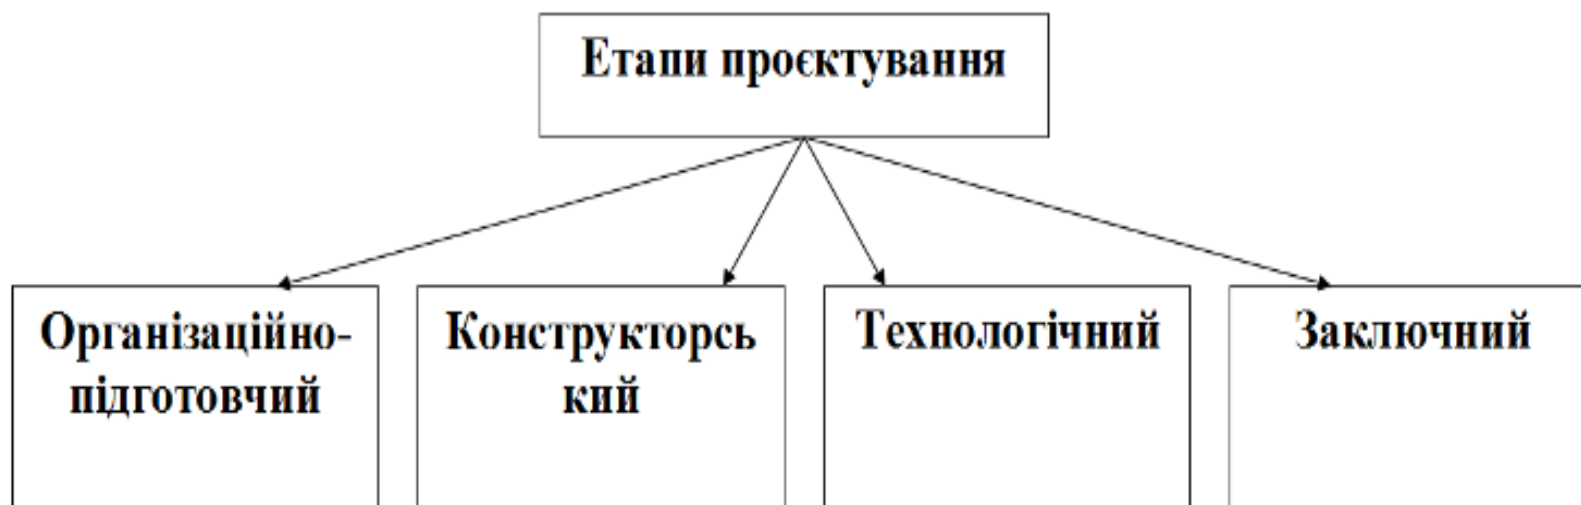 Етапи проєктування
Організаційно-
підготовчий
Конструкторсь
кий
Технологічний
Заключний